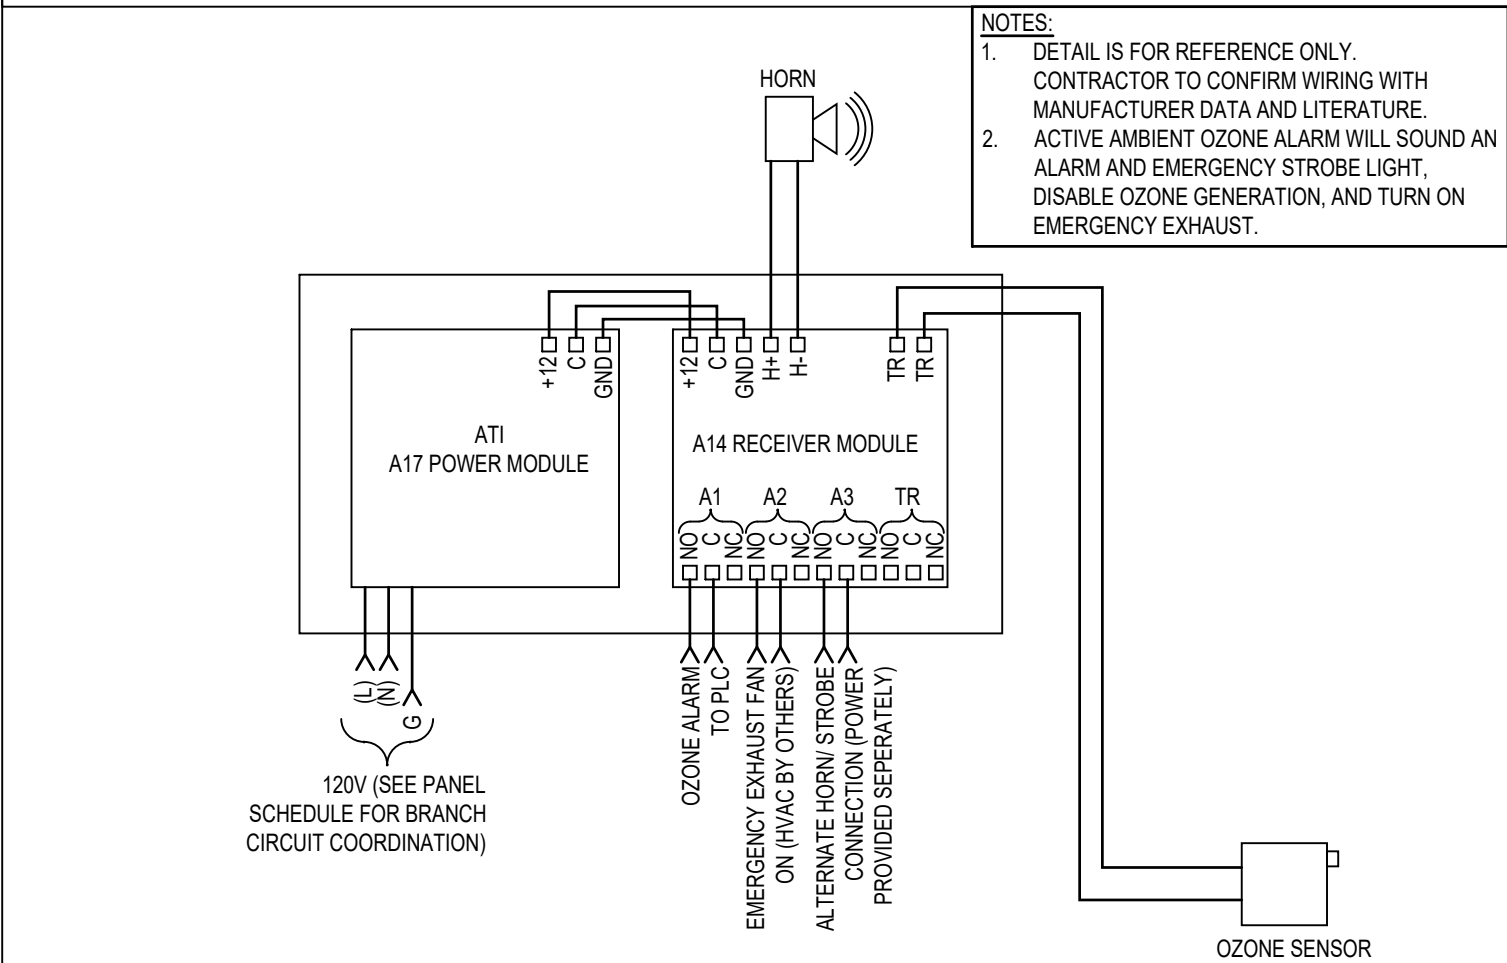 NOTES:
1. DETAIL IS FOR REFERENCE ONLY.
CONTRACTOR TO CONFIRM WIRING WITH
MANUFACTURER DATA AND LITERATURE.
2. ACTIVE AMBIENT OZONE ALARM WILL SOUND AN
ALARM AND EMERGENCY STROBE LIGHT,
DISABLE OZONE GENERATION, AND TURN ON
EMERGENCY EXHAUST.
HORN
+12
C
GND
+12
C
GND
H+
H-
TR
TR
ATI
A17 POWER MODULE
A14 RECEIVER MODULE
A1
A2
A3
TR
NO
C
NC
NO
C
NC
NO
C
NC
NO
C
NC
(L)
(N)
G
120V (SEE PANEL
SCHEDULE FOR BRANCH
CIRCUIT COORDINATION)
OZONE ALARM
TO PLC
EMERGENCY EXHAUST FAN
ON (HVAC BY OTHERS)
ALTERNATE HORN/ STROBE
CONNECTION (POWER
PROVIDED SEPERATELY)
OZONE SENSOR